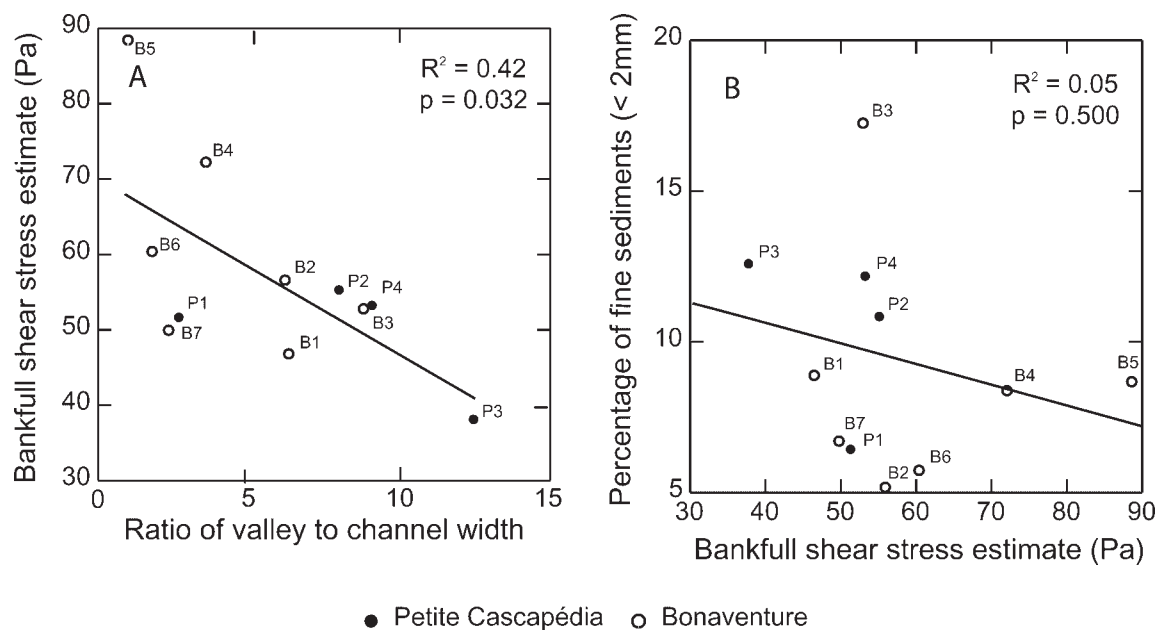 90
80
70
60
50
40
30
0
5
10
15
Bankfull shear stress estimate (Pa)
Ratio of valley to channel width
A
R² = 0.42
p = 0.032
B5
B4
B6
B2
P2
P4
P1
B7
B3
B1
P3
20
15
10
5
30
40
50
60
70
80
90
Percentage of fine sediments (< 2mm)
Bankfull shear stress estimate (Pa)
B
R² = 0.05
p = 0.500
B3
P3
P4
P2
B1
B4
B5
B7
P1
B6
B2
Petite Cascapédia
Bonaventure